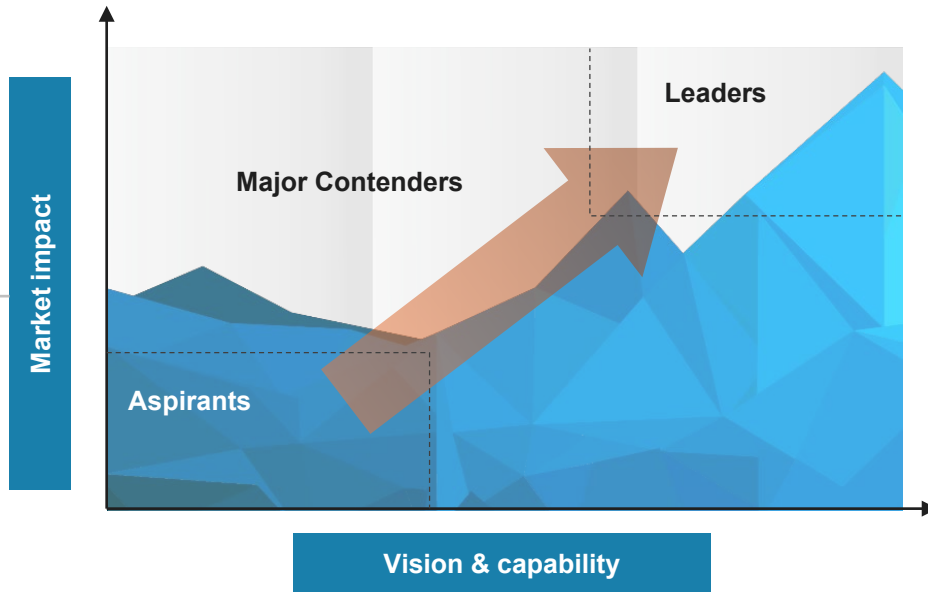 Leaders
Major Contenders
Market impact
Aspirants
Vision & capability